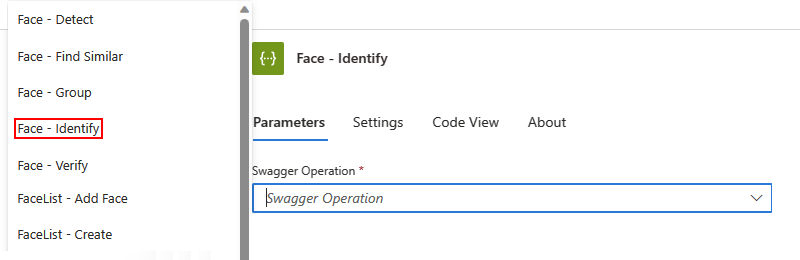 Face - Detect
Face - Find Similar
Face - Group
Face - Identify
Face - Verify
FaceList - Add Face
FaceList - Create
{··}
Face - Identify
Parameters Settings Code View About
Swagger Operation *
Swagger Operation